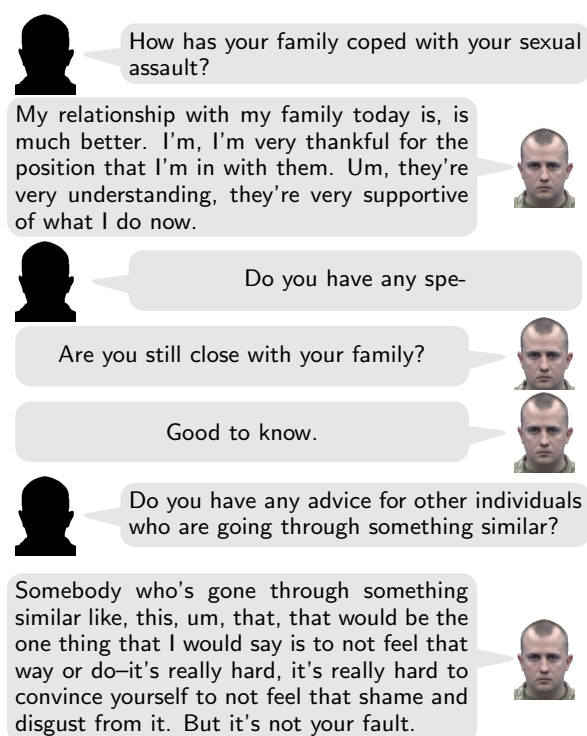 How has your family coped with your sexual
assault?
My relationship with my family today is, is
much better. I'm, I'm very thankful for the
position that I'm in with them. Um, they're
very understanding, they're very supportive
of what I do now.
Do you have any spe-
Are you still close with your family?
Good to know.
Do you have any advice for other individuals
who are going through something similar?
Somebody who's gone through something
similar like, this, um, that, that would be the
one thing that I would say is to not feel that
way or do–it's really hard, it's really hard to
convince yourself to not feel that shame and
disgust from it. But it's not your fault.